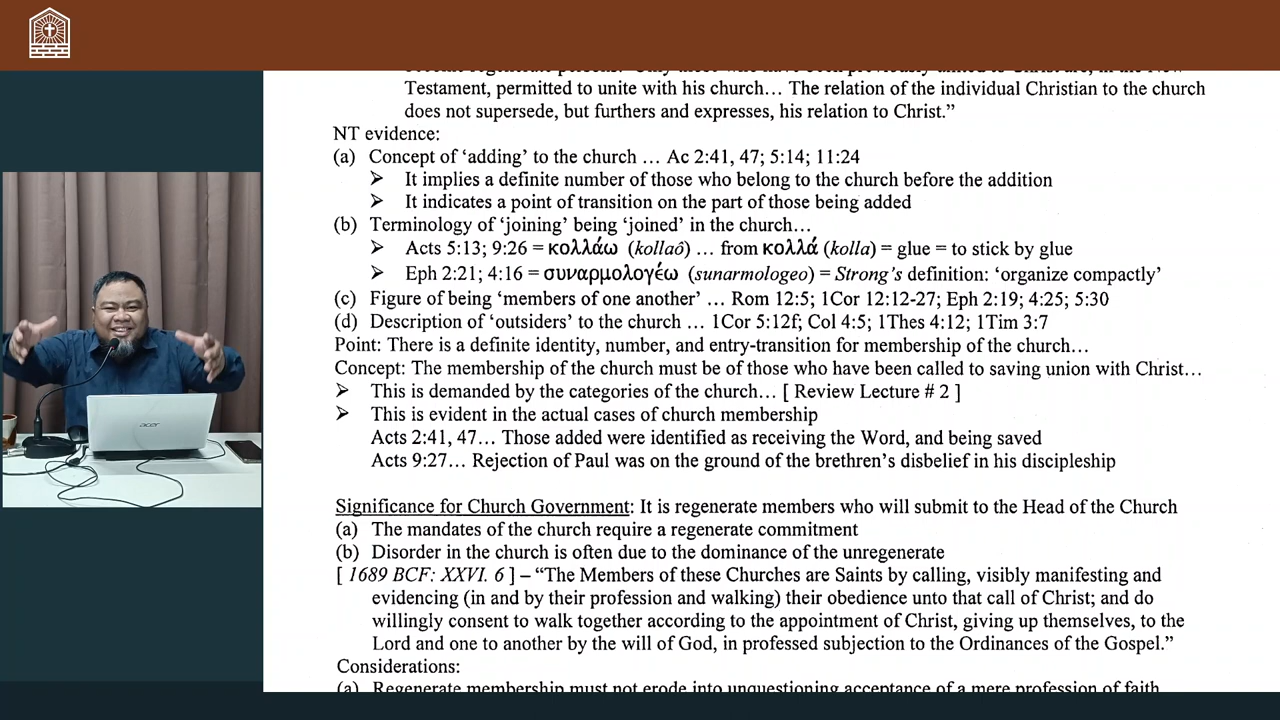 Testament, permitted to unite with his church… The relation of the individual Christian to the church
does not supersede, but furthers and expresses, his relation to Christ.”
NT evidence:
(a) Concept of ‘adding’ to the church … Ac 2:41, 47; 5:14; 11:24
➢ It implies a definite number of those who belong to the church before the addition
➢ It indicates a point of transition on the part of those being added
(b) Terminology of ‘joining’ being ‘joined’ in the church…
➢ Acts 5:13; 9:26 = κολλάω (kollaô) … from κολλά (kolla) = glue = to stick by glue
➢ Eph 2:21; 4:16 = συναρμολογέω (sunarmologeo) = Strong’s definition: ‘organize compactly’
(c) Figure of being ‘members of one another’ … Rom 12:5; 1Cor 12:12-27; Eph 2:19; 4:25; 5:30
(d) Description of ‘outsiders’ to the church … 1Cor 5:12f; Col 4:5; 1Thes 4:12; 1Tim 3:7
Point: There is a definite identity, number, and entry-transition for membership of the church…
Concept: The membership of the church must be of those who have been called to saving union with Christ…
➢ This is demanded by the categories of the church… [ Review Lecture # 2 ]
➢ This is evident in the actual cases of church membership
Acts 2:41, 47… Those added were identified as receiving the Word, and being saved
Acts 9:27… Rejection of Paul was on the ground of the brethren’s disbelief in his discipleship
Significance for Church Government: It is regenerate members who will submit to the Head of the Church
(a) The mandates of the church require a regenerate commitment
(b) Disorder in the church is often due to the dominance of the unregenerate
[ 1689 BCF: XXVI. 6 ] – “The Members of these Churches are Saints by calling, visibly manifesting and
evidencing (in and by their profession and walking) their obedience unto that call of Christ; and do
willingly consent to walk together according to the appointment of Christ, giving up themselves, to the
Lord and one to another by the will of God, in professed subjection to the Ordinances of the Gospel.”
Considerations:
(a) Regenerate membership must not erode into unquestioning acceptance of a mere profession of faith
acer